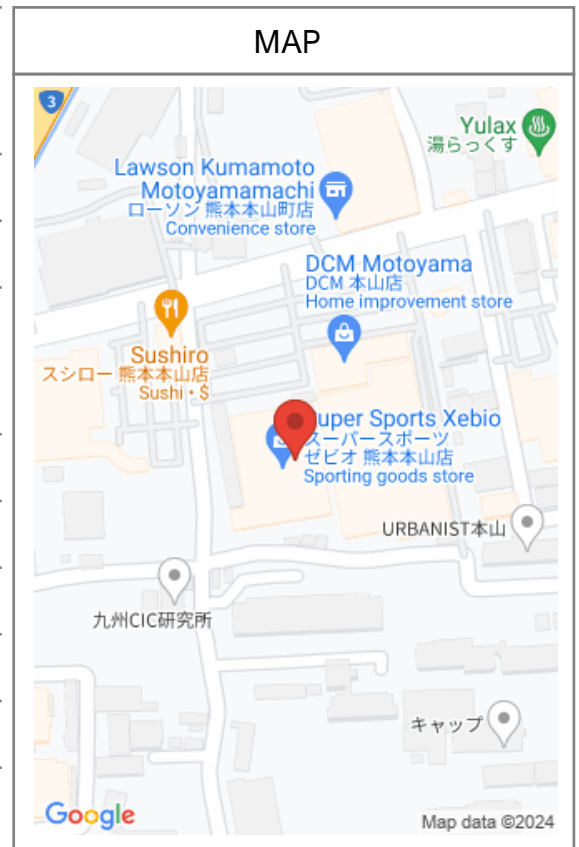 MAP
3
Yulax
湯らっくす
Lawson Kumamoto
Motoyamamachi
ローソン 熊本本山町店
Convenience store
DCM Motoyama
DCM 本山店
Home improvement store
Sushiro
スシロー 熊本本山店
Sushi・$
uper Sports Xebio
スーパースポーツ
ゼビオ 熊本本山店
Sporting goods store
URBANIST本山
九州CIC研究所
キャップ
Google
Map data ©2024